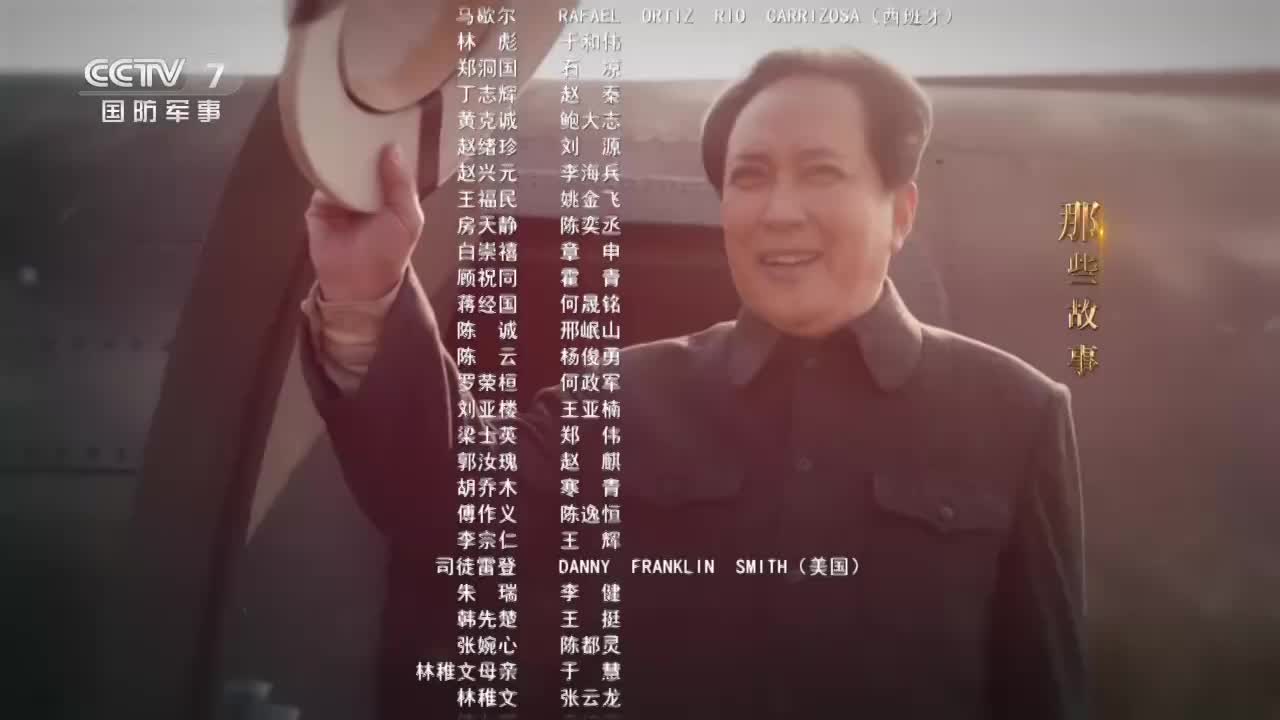 马歇尔 RAFAEL ORTIZ RIO CARRIZOSA(西班牙)
林 彪 于和伟
CCTV 7
国防军事
郑洞国 石 凉
丁志辉 赵 秦
黄克诚 鲍大志
赵绪珍 刘 源
赵兴元 李海兵
王福民 姚金飞
房天静 陈奕丞
白崇禧 章 申
顾祝同 霍 青
蒋经国 何晟铭
陈 诚 邢岷山
陈 云 杨俊勇
罗荣桓 何政军
刘亚楼 王亚楠
梁士英 郑 伟
郭汝瑰 赵 麒
胡乔木 寒 青
傅作义 陈逸恒
李宗仁 王 辉
司徒雷登 DANNY FRANKLIN SMITH(美国)
朱 瑞 李 健
韩先楚 王 挺
张婉心 陈都灵
林稚文母亲 于 慧
林稚文 张云龙
那些故事